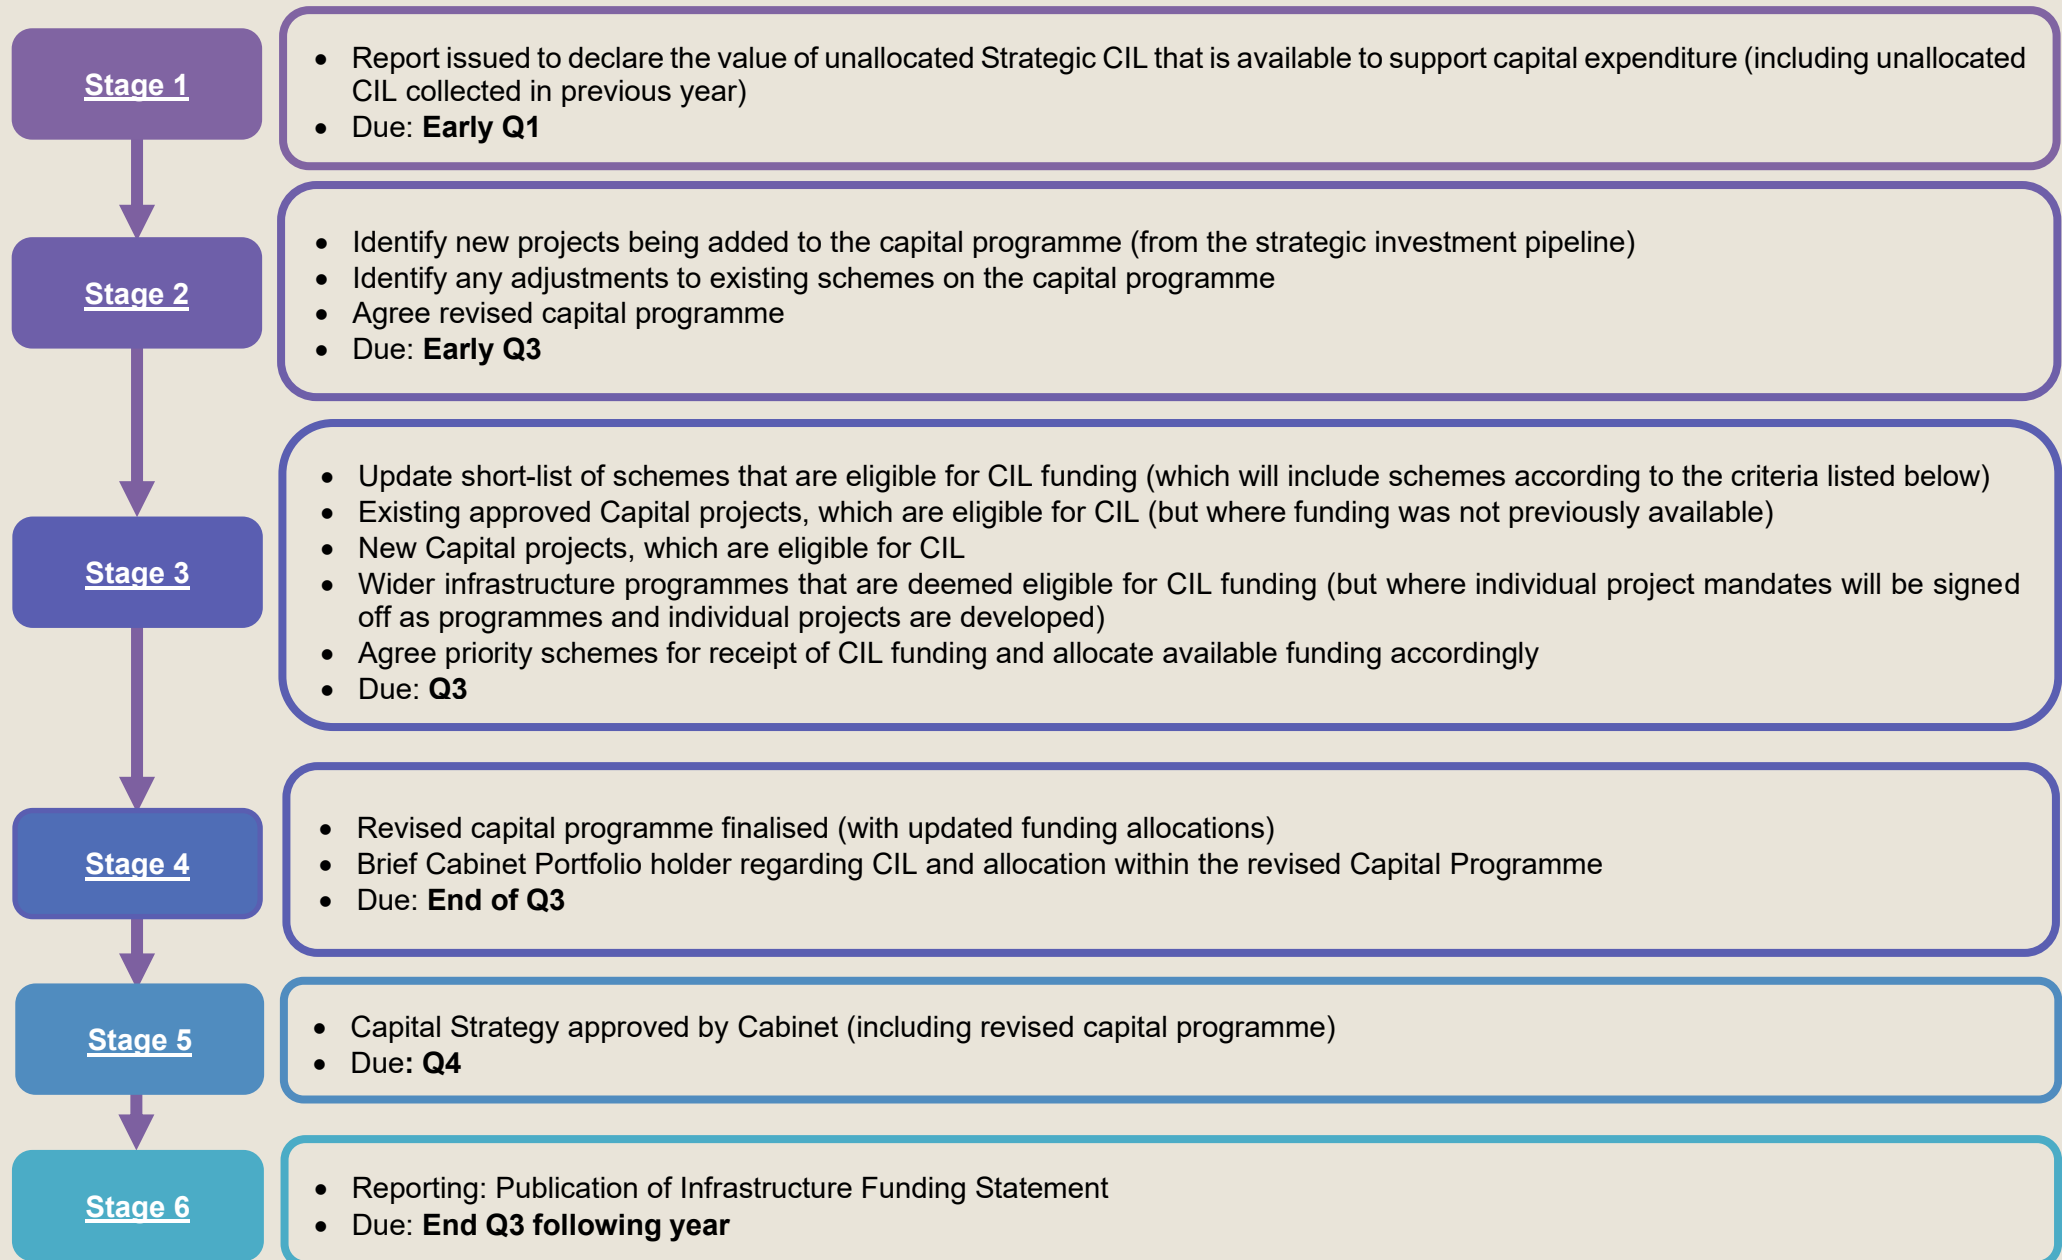 Stage 1
• Report issued to declare the value of unallocated Strategic CIL that is available to support capital expenditure (including unallocated
CIL collected in previous year)
• Due: Early Q1
Stage 2
• Identify new projects being added to the capital programme (from the strategic investment pipeline)
• Identify any adjustments to existing schemes on the capital programme
• Agree revised capital programme
• Due: Early Q3
Stage 3
• Update short-list of schemes that are eligible for CIL funding (which will include schemes according to the criteria listed below)
• Existing approved Capital projects, which are eligible for CIL (but where funding was not previously available)
• New Capital projects, which are eligible for CIL
• Wider infrastructure programmes that are deemed eligible for CIL funding (but where individual project mandates will be signed
off as programmes and individual projects are developed)
• Agree priority schemes for receipt of CIL funding and allocate available funding accordingly
• Due: Q3
Stage 4
• Revised capital programme finalised (with updated funding allocations)
• Brief Cabinet Portfolio holder regarding CIL and allocation within the revised Capital Programme
• Due: End of Q3
Stage 5
• Capital Strategy approved by Cabinet (including revised capital programme)
• Due: Q4
Stage 6
• Reporting: Publication of Infrastructure Funding Statement
• Due: End Q3 following year